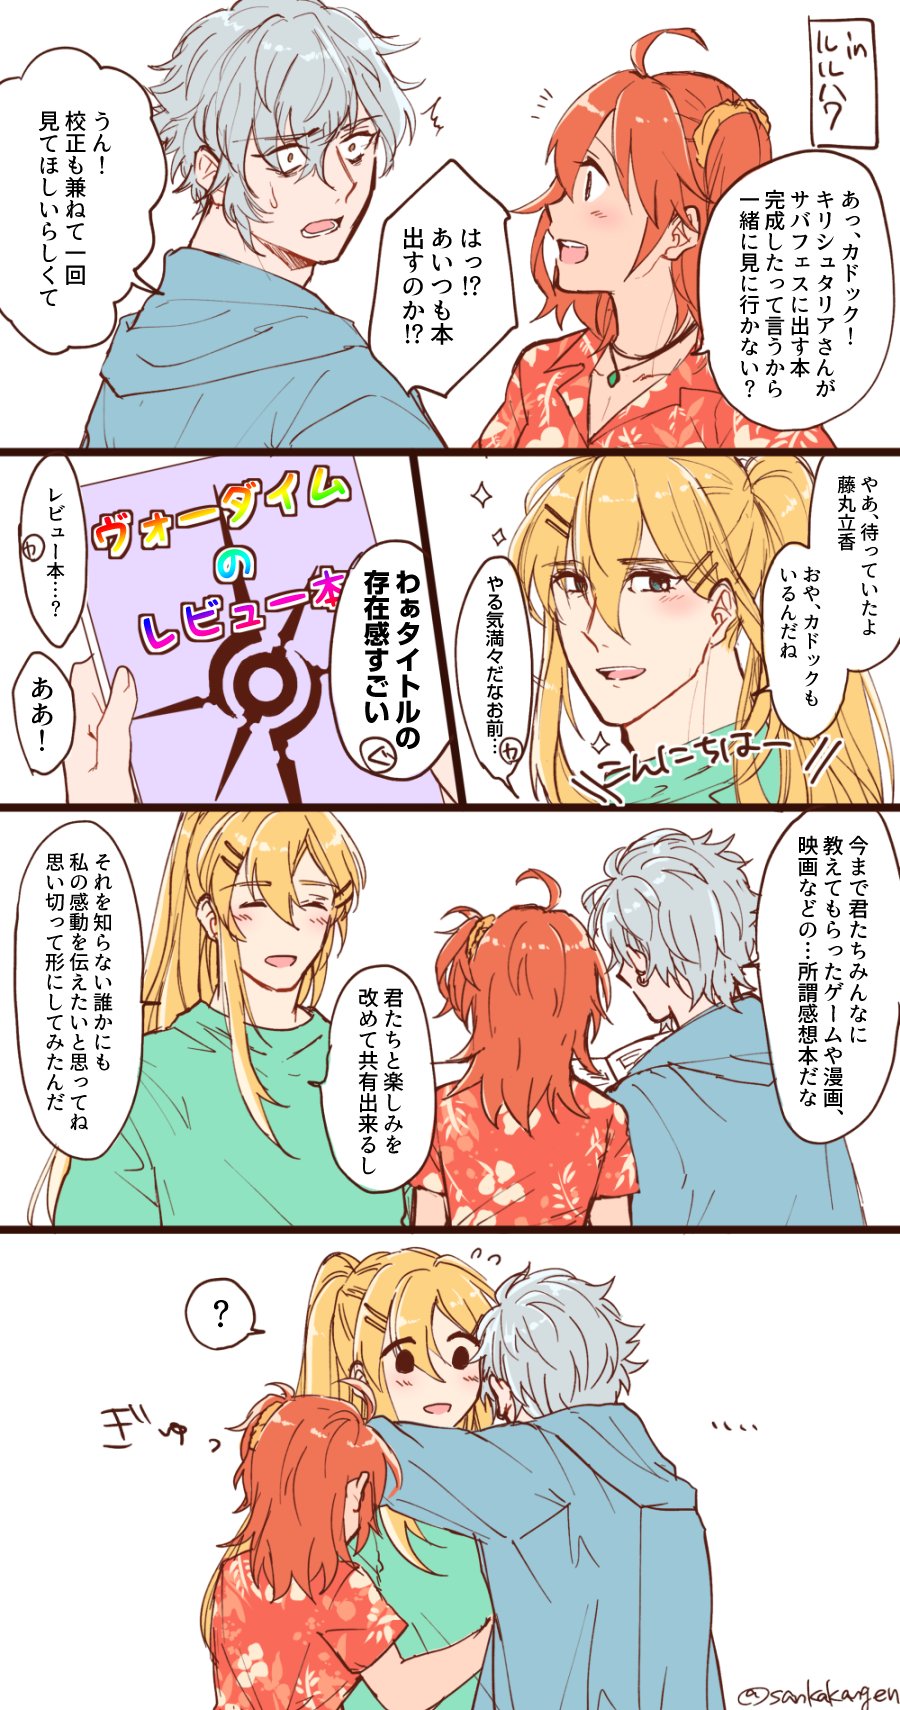 in
ルルハワ
あっ、カドック！
キリシュタリアさんが
サバフェスに出す本
完成したって言うから
一緒に見に行かない？
はっ!?
あいつも本
出すのか!?
うん！
校正も兼ねて一回
見てほしいらしくて
やぁ、待っていたよ
藤丸立香
おや、カドックも
いるんだね
やる気満々だなお前…
カ
こんにちはー
ヴォーダイム
の
レビュー本
わぁタイトルの
存在感すごい
ぐ
レビュー本…？
カ
ああ！
今まで君たちみんなに
教えてもらったゲームや漫画、
映画などの…所謂感想本だな
君たちと楽しみを
改めて共有出来るし
それを知らない誰かにも
私の感動を伝えたいと思ってね
思い切って形にしてみたんだ
？
ぎゅっ
‥‥
@sankakangen